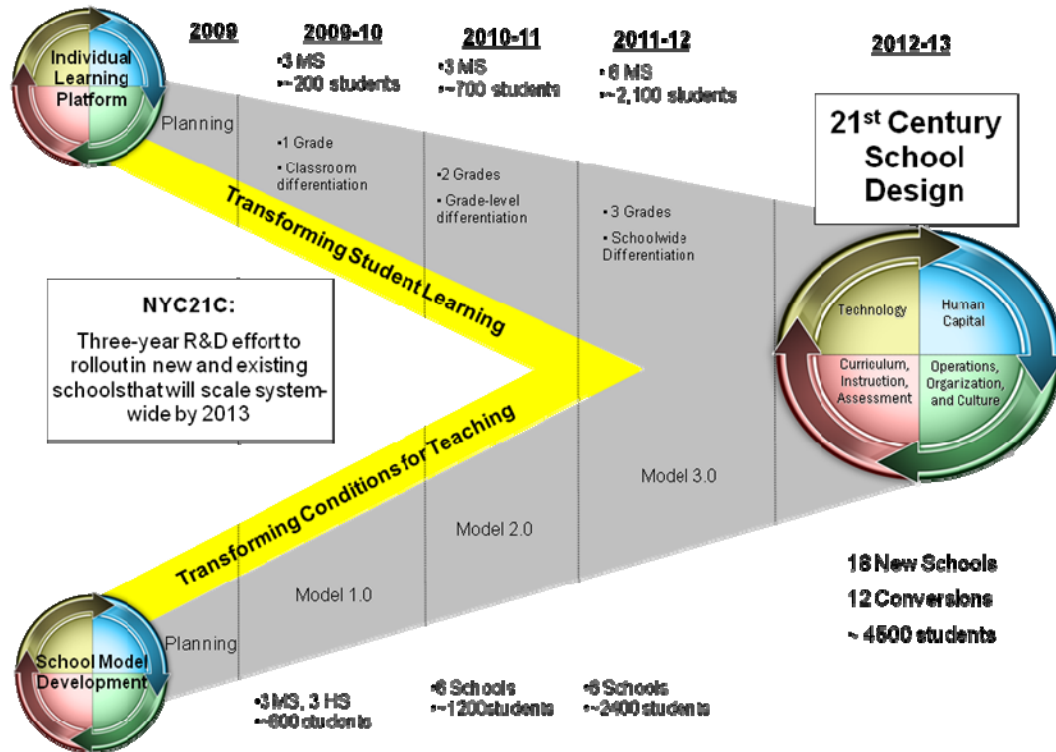 Individual
Learning
Platform
2009
2009-10
2010-11
2011-12
2012-13
•3 MS
•~200 students
•3 MS
•~700 students
•6 MS
•~2,100 students
Planning
•1 Grade
•Classroom
differentiation
•2 Grades
•Grade-level
differentiation
•3 Grades
•Schoolwide
Differentiation
21st Century
School
Design
Transforming Student Learning
NYC21C:
Three-year R&D effort to
rollout in new and existing
schools that will scale system-
wide by 2013
Technology
Human
Capital
Curriculum,
Instruction,
Assessment
Operations,
Organization,
and Culture
Transforming Conditions for Teaching
Model 3.0
Model 2.0
Model 1.0
Planning
School Model
Development
18 New Schools
12 Conversions
~ 4500 students
•3 MS, 3 HS
•~600 students
•6 Schools
•~1200students
•6 Schools
•~2400 students